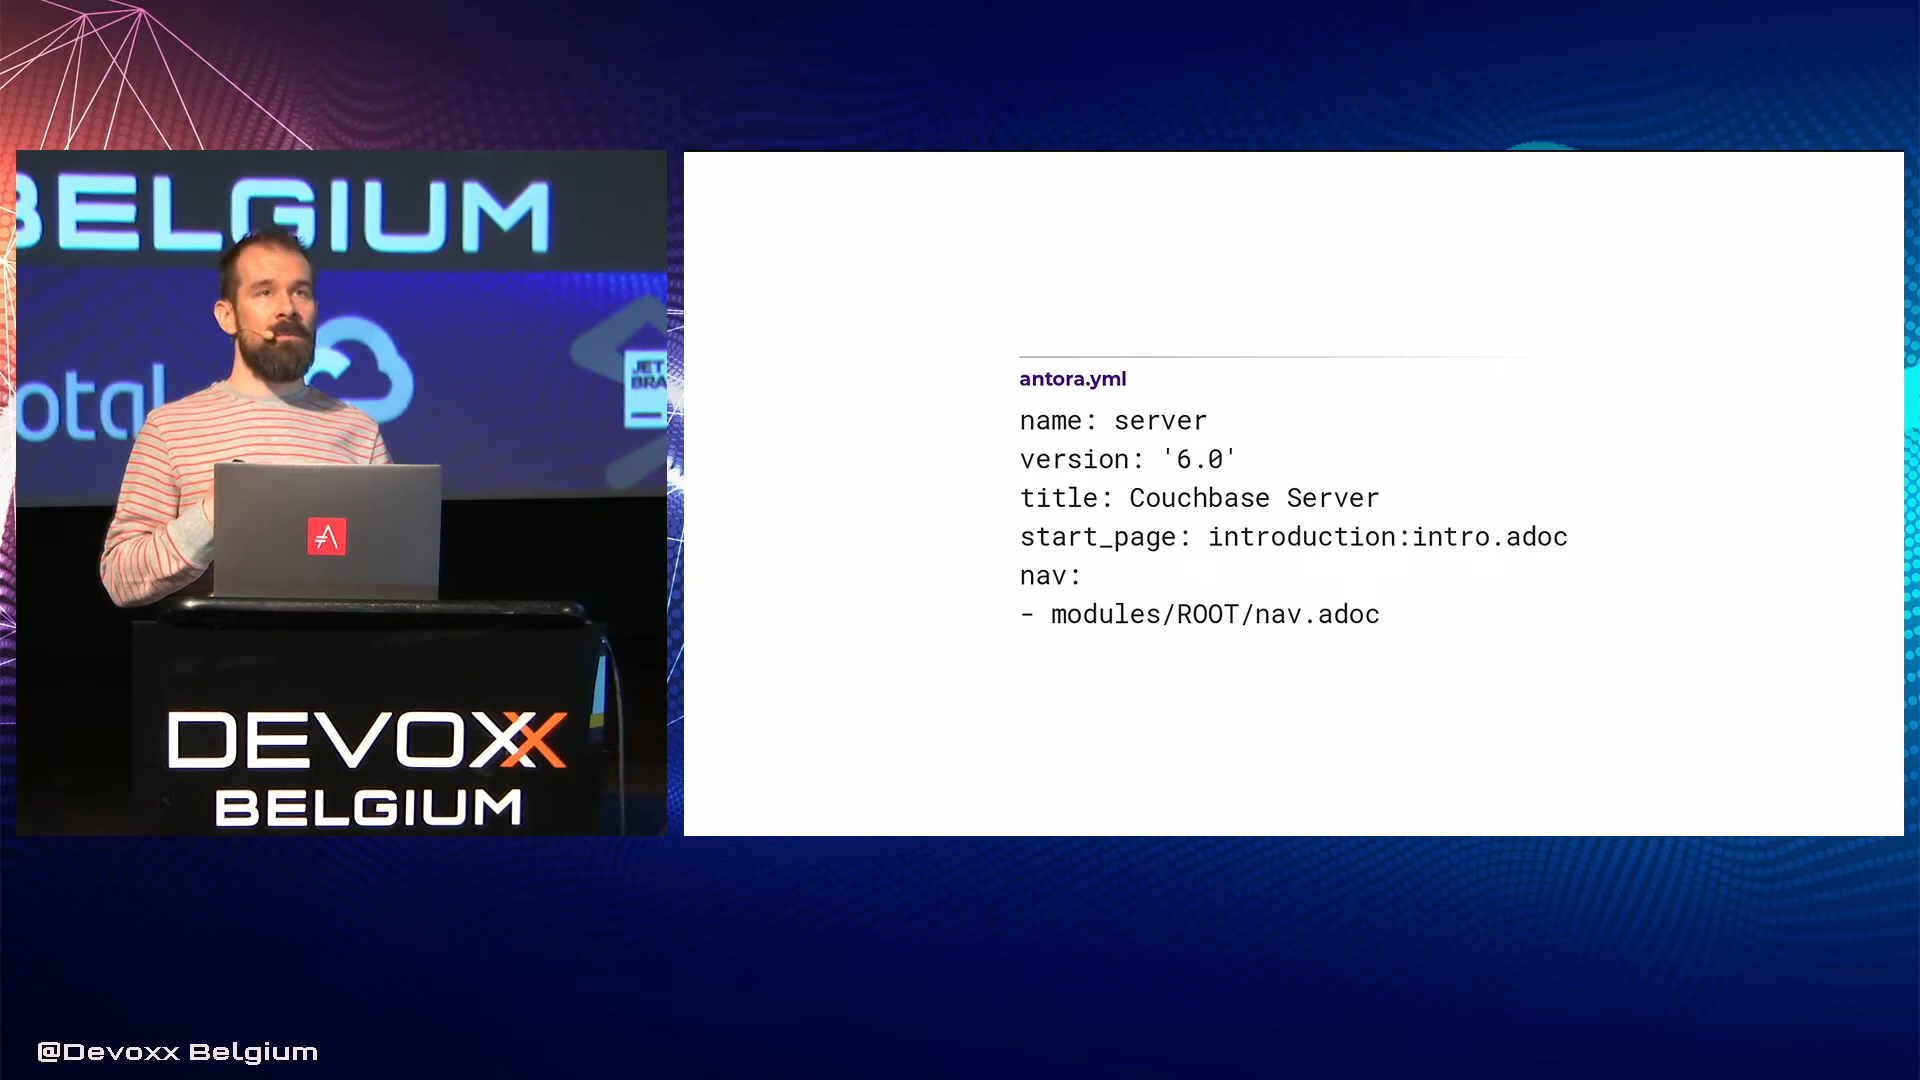 BELGIUM
otal
JET
BRA
DEVOXX
BELGIUM
antora.yml
name: server
version: '6.0'
title: Couchbase Server
start_page: introduction:intro.adoc
nav:
- modules/ROOT/nav.adoc
@Devoxx Belgium